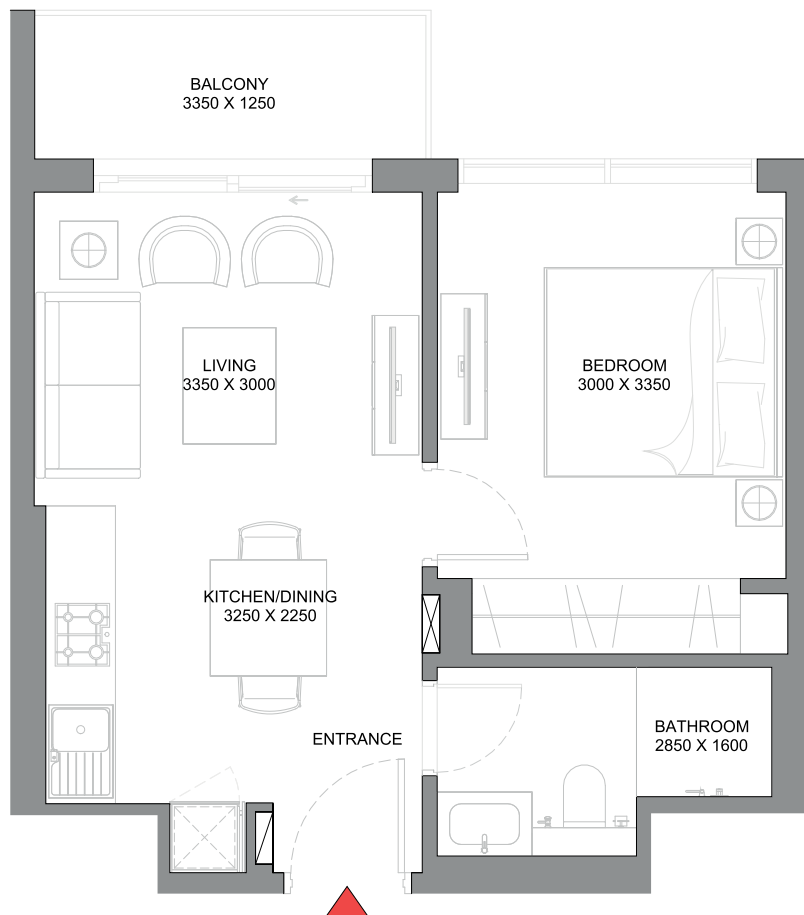 BALCONY
3350 X 1250
LIVING
3350 X 3000
BEDROOM
3000 X 3350
KITCHEN/DINING
3250 X 2250
ENTRANCE
BATHROOM
2850 X 1600